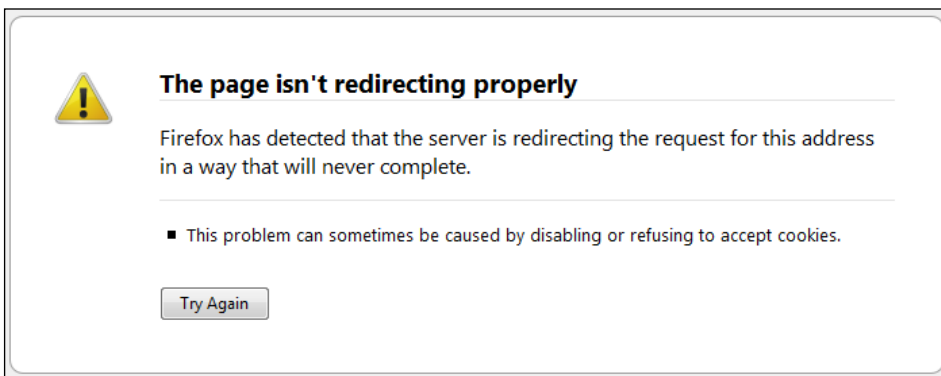 The page isn't redirecting properly
Firefox has detected that the server is redirecting the request for this address
in a way that will never complete.
This problem can sometimes be caused by disabling or refusing to accept cookies.
Try Again